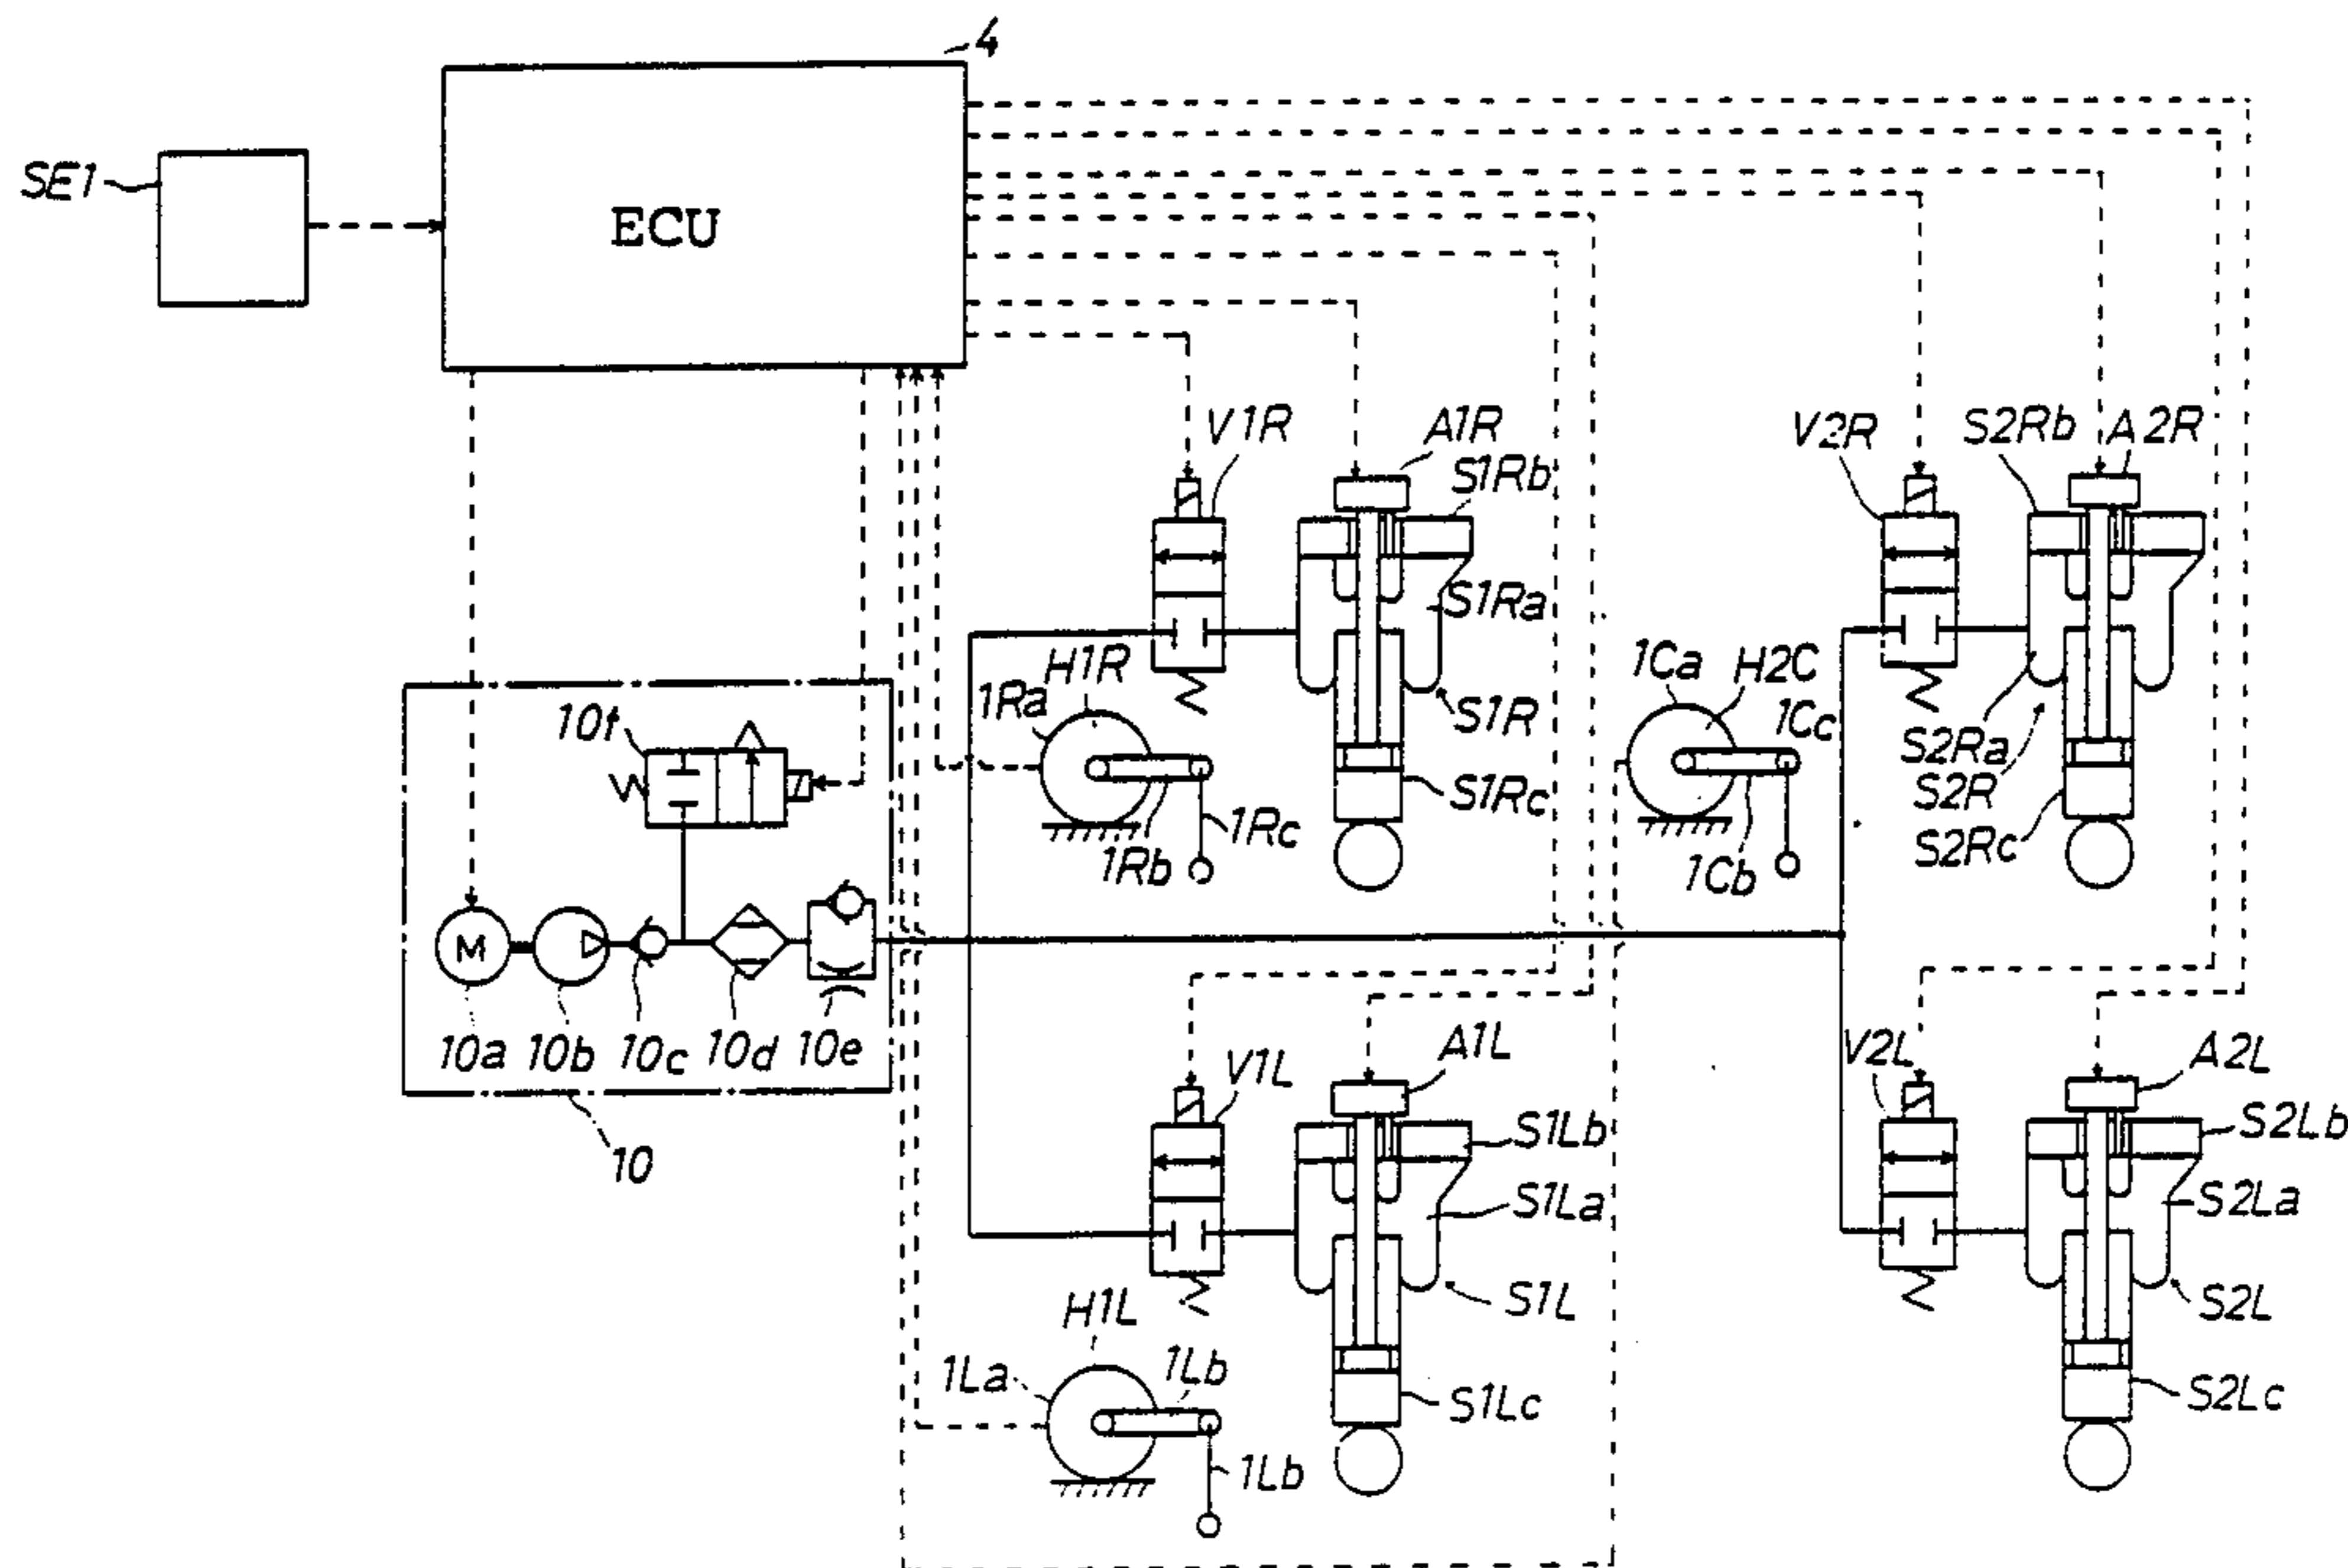 4
SE1
ECU
V1R
A1R
S1Rb
V2R
S2Rb
A2R
S1Ra
H1R
1Ra
S1R
1Ca
H2C
1Cc
10f
S2Ra
S2R
S1Rc
1Rc
1Rb
1Cb
S2Rc
M
10a
10b
10c
10d
10e
V1L
A1L
V2L
A2L
10
S1Lb
S2Lb
S1La
S2La
H1L
S1L
S2L
1La
1Lb
S1Lc
S2Lc
1Lb